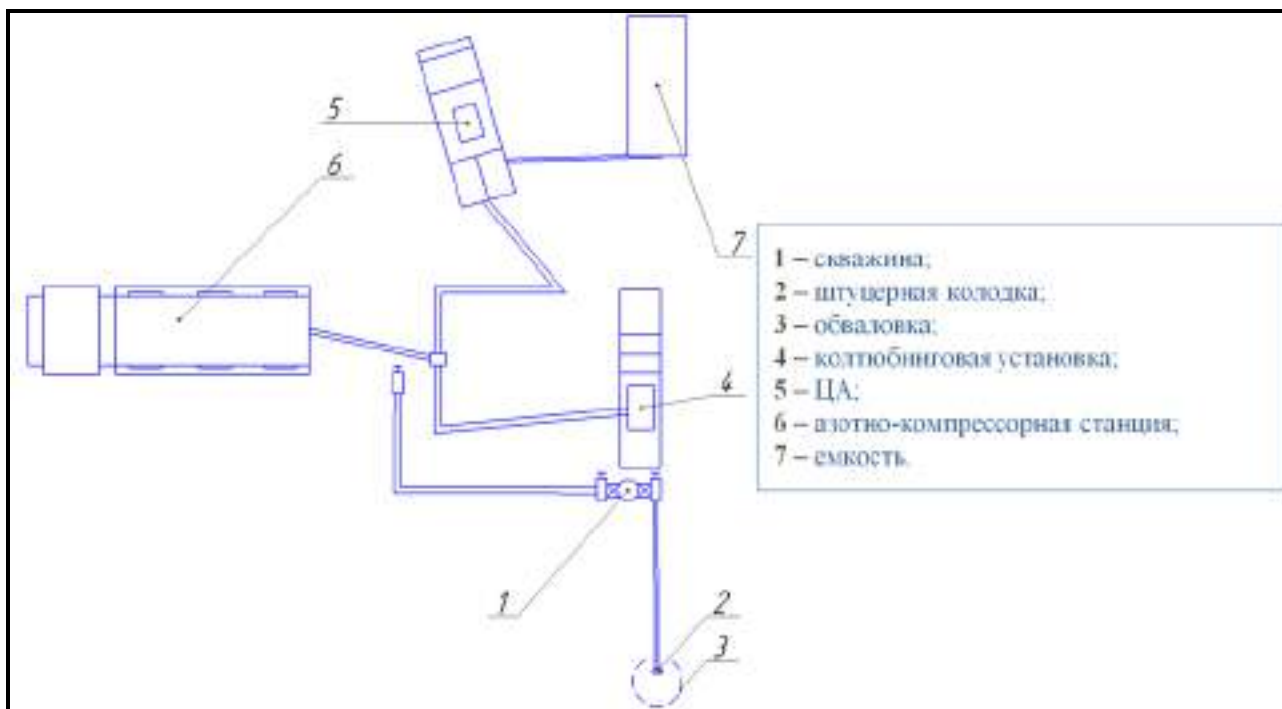 5
6
7
1 – скважина;
2 – штуцерная колодка;
3 – обваловка;
4 – колтюбинговая установка;
5 – ЦА;
6 – азотно-компрессорная станция;
7 – емкость.
4
1
2
3